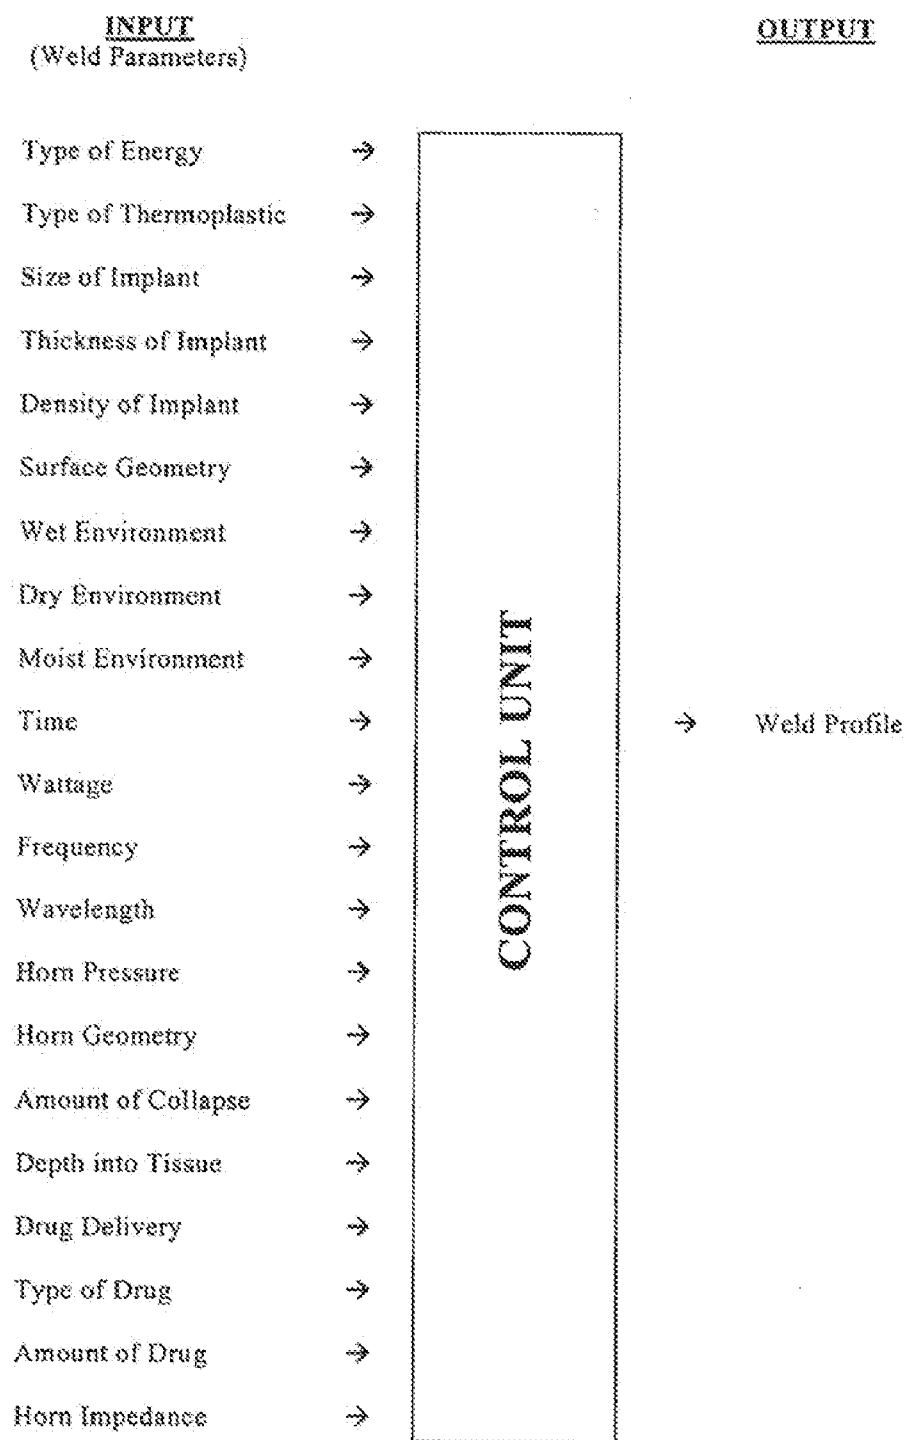 INPUT
(Weld Parameters)
OUTPUT
Type of Energy →
Type of Thermoplastic →
Size of Implant →
Thickness of Implant →
Density of Implant →
Surface Geometry →
Wet Environment →
Dry Environment →
Moist Environment →
Time →
Wattage →
Frequency →
Wavelength →
Horn Pressure →
Horn Geometry →
Amount of Collapse →
Depth into Tissue →
Drug Delivery →
Type of Drug →
Amount of Drug →
Horn Impedance →
CONTROL UNIT
→ Weld Profile